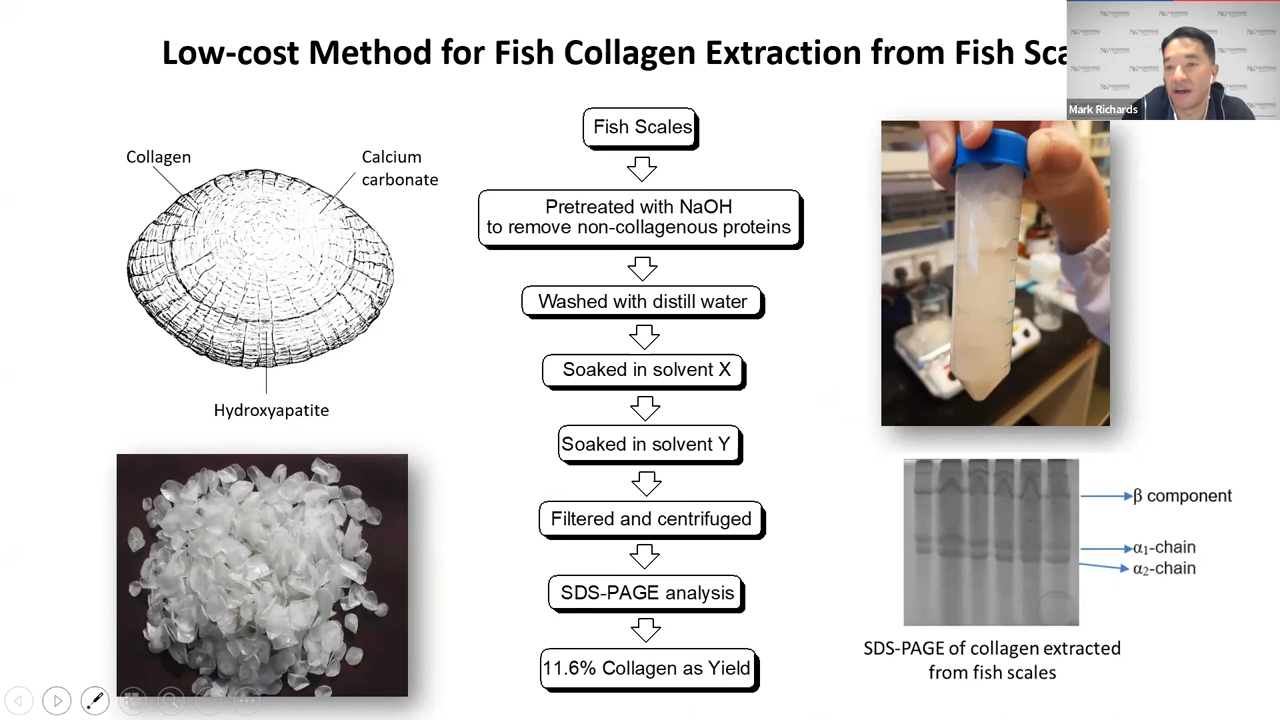 Low-cost Method for Fish Collagen Extraction from Fish
Mark Richards
Collagen
Calcium
carbonate
Hydroxyapatite
Fish Scales
Pretreated with NaOH
to remove non-collagenous proteins
Washed with distill water
Soaked in solvent X
Soaked in solvent Y
Filtered and centrifuged
SDS-PAGE analysis
11.6% Collagen as Yield
β component
α₁-chain
α₂-chain
SDS-PAGE of collagen extracted
from fish scales